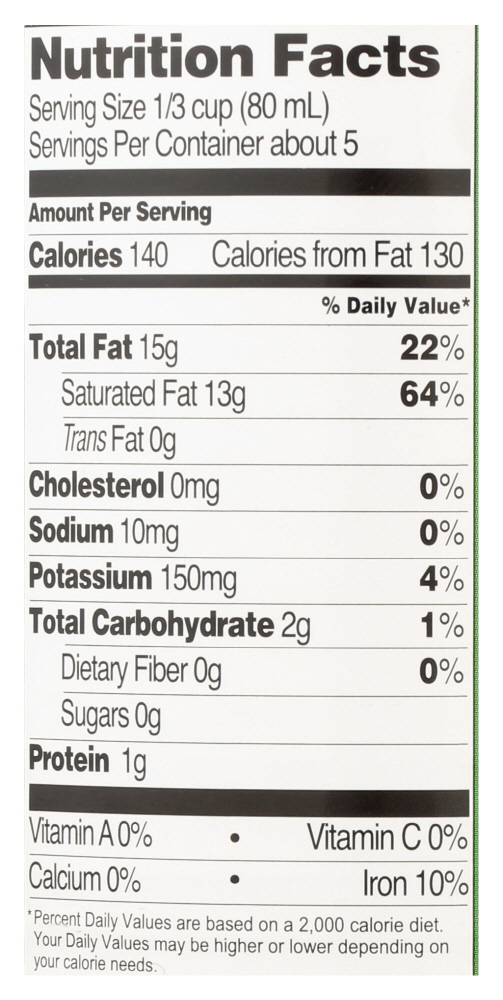 Nutrition Facts
Serving Size 1/3 cup (80 mL)
Servings Per Container about 5
Amount Per Serving
Calories 140 Calories from Fat 130
% Daily Value*
Total Fat 15g 22%
Saturated Fat 13g 64%
Trans Fat 0g
Cholesterol 0mg 0%
Sodium 10mg 0%
Potassium 150mg 4%
Total Carbohydrate 2g 1%
Dietary Fiber 0g 0%
Sugars 0g
Protein 1g
Vitamin A 0% • Vitamin C 0%
Calcium 0% • Iron 10%
*Percent Daily Values are based on a 2,000 calorie diet.
Your Daily Values may be higher or lower depending on
your calorie needs.